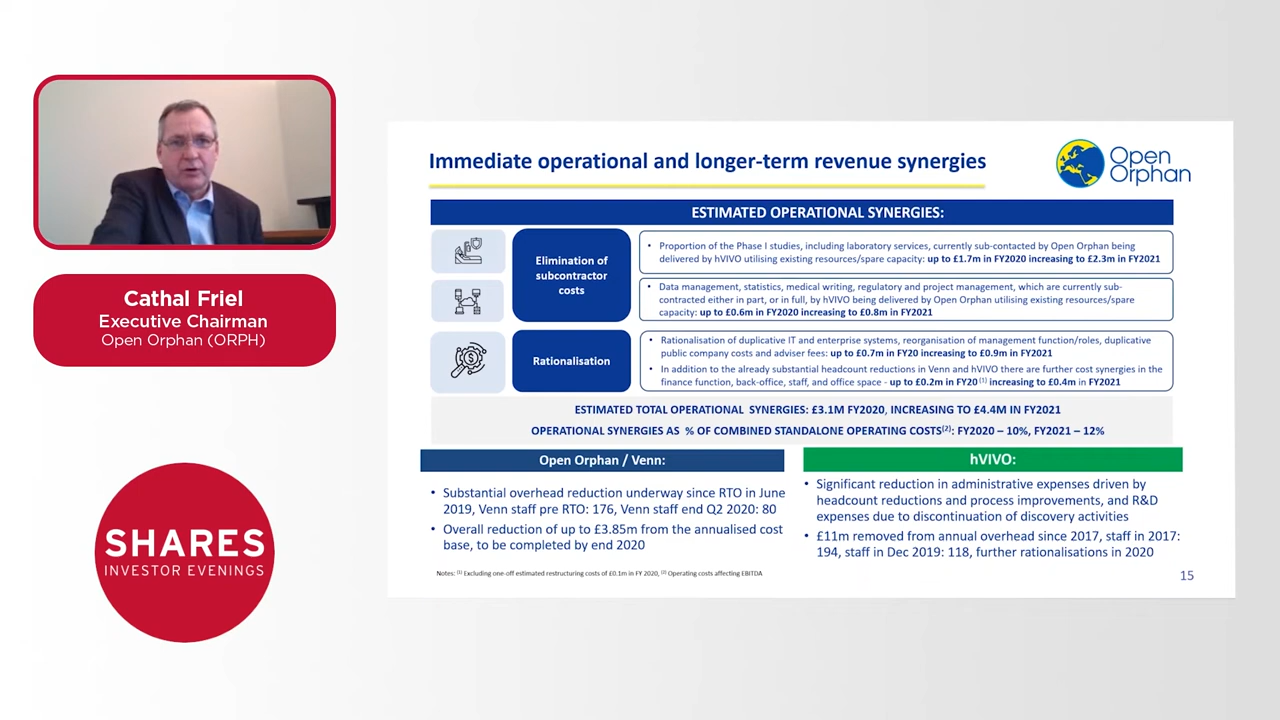 Cathal Friel
Executive Chairman
Open Orphan (ORPH)
SHARES
INVESTOR EVENINGS
Immediate operational and longer-term revenue synergies
Open
Orphan
ESTIMATED OPERATIONAL SYNERGIES:
Elimination of
subcontractor
costs
• Proportion of the Phase I studies, including laboratory services, currently sub-contacted by Open Orphan being
delivered by hVIVO utilising existing resources/spare capacity: up to £1.7m in FY2020 increasing to £2.3m in FY2021
• Data management, statistics, medical writing, regulatory and project management, which are currently sub-
contracted either in part, or in full, by hVIVO being delivered by Open Orphan utilising existing resources/spare
capacity: up to £0.6m in FY2020 increasing to £0.8m in FY2021
Rationalisation
• Rationalisation of duplicative IT and enterprise systems, reorganisation of management function/roles, duplicative
public company costs and adviser fees: up to £0.7m in FY20 increasing to £0.9m in FY2021
• In addition to the already substantial headcount reductions in Venn and hVIVO there are further cost synergies in the
finance function, back-office, staff, and office space - up to £0.2m in FY20 (1) increasing to £0.4m in FY2021
ESTIMATED TOTAL OPERATIONAL SYNERGIES: £3.1M FY2020, INCREASING TO £4.4M IN FY2021
OPERATIONAL SYNERGIES AS % OF COMBINED STANDALONE OPERATING COSTS(2): FY2020 – 10%, FY2021 – 12%
Open Orphan / Venn:
• Substantial overhead reduction underway since RTO in June
2019, Venn staff pre RTO: 176, Venn staff end Q2 2020: 80
• Overall reduction of up to £3.85m from the annualised cost
base, to be completed by end 2020
hVIVO:
• Significant reduction in administrative expenses driven by
headcount reductions and process improvements, and R&D
expenses due to discontinuation of discovery activities
• £11m removed from annual overhead since 2017, staff in 2017:
194, staff in Dec 2019: 118, further rationalisations in 2020
Notes: (1) Excluding one-off estimated restructuring costs of £0.1m in FY 2020, (2) Operating costs affecting EBITDA
15